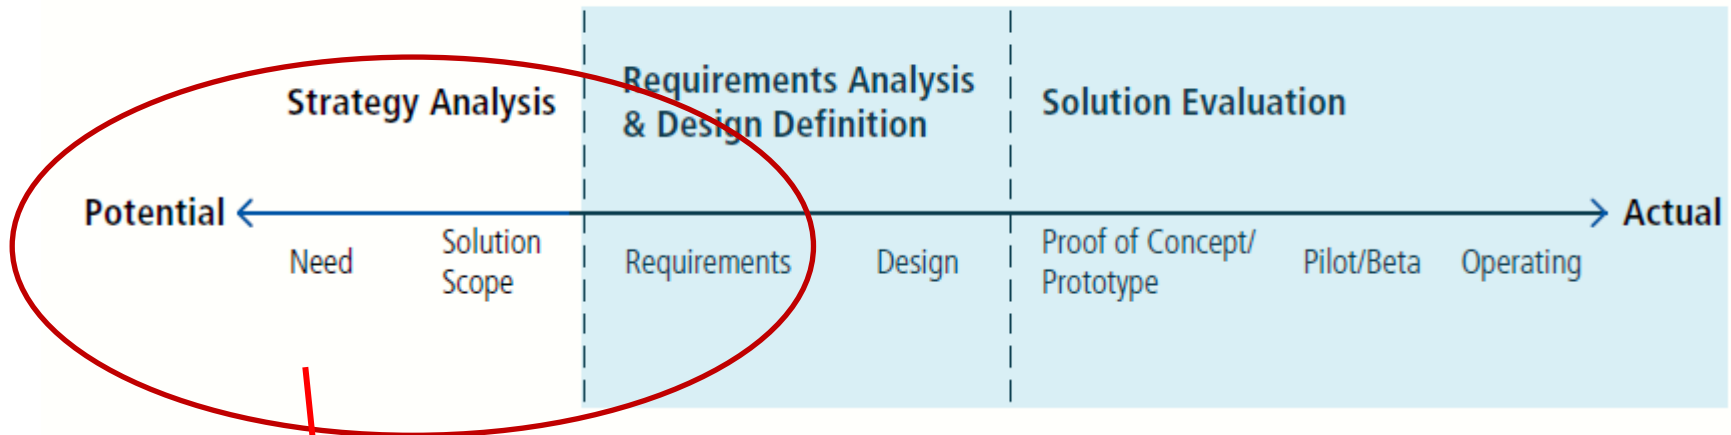 Strategy Analysis
Requirements Analysis
& Design Definition
Solution Evaluation
Potential
Actual
Need
Solution
Scope
Requirements
Design
Proof of Concept/
Prototype
Pilot/Beta
Operating